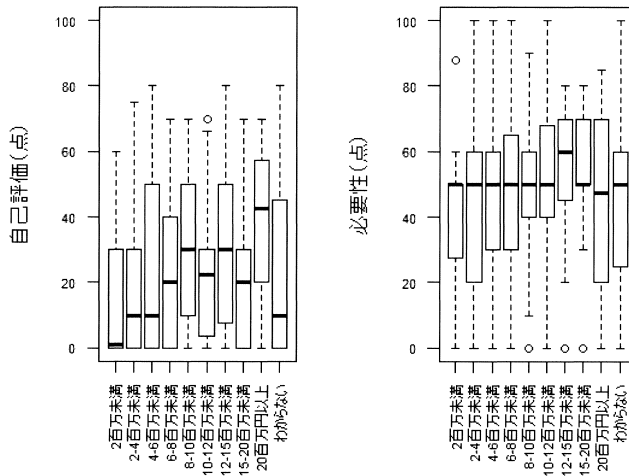 自己評価(点)
100
80
60
40
20
0
2百万未満
2-4百万未満
4-6百万未満
6-8百万未満
8-10百万未満
10-12百万未満
12-15百万未満
15-20百万未満
20百万円以上
わからない
必要性(点)
100
80
60
40
20
0
2百万未満
2-4百万未満
4-6百万未満
6-8百万未満
8-10百万未満
10-12百万未満
12-15百万未満
15-20百万未満
20百万円以上
わからない